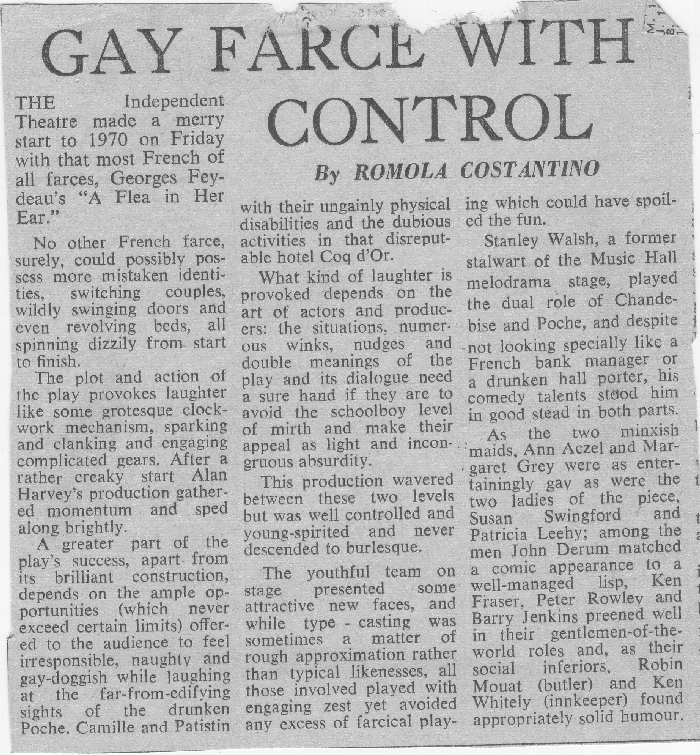 GAY FARCE WITH
CONTROL
By ROMOLA COSTANTINO
THE Independent
Theatre made a merry
start to 1970 on Friday
with that most French of
all farces, Georges Fey-
deau's "A Flea in Her
Ear."
No other French farce,
surely, could possibly pos-
sess more mistaken identi-
ties, switching couples,
wildly swinging doors and
even revolving beds, all
spinning dizzily from start
to finish.
The plot and action of
the play provokes laughter
like some grotesque clock-
work mechanism, sparking
and clanking and engaging
complicated gears. After a
rather creaky start Alan
Harvey's production gather-
ed momentum and sped
along brightly.
A greater part of the
play's success, apart from
its brilliant construction,
depends on the ample op-
portunities (which never
exceed certain limits) offer-
ed to the audience to feel
irresponsible, naughty and
gay-doggish while laughing
at the far-from-edifying
sights of the drunken
Poche, Camille and Patistin
with their ungainly physical
disabilities and the dubious
activities in that disreput-
able hotel Coq d'Or.
What kind of laughter is
provoked depends on the
art of actors and produc-
ers: the situations, numer-
ous winks, nudges and
double meanings of the
play and its dialogue need
a sure hand if they are to
avoid the schoolboy level
of mirth and make their
appeal as light and incon-
gruous absurdity.
This production wavered
between these two levels
but was well controlled and
young-spirited and never
descended to burlesque.
The youthful team on
stage presented some
attractive new faces, and
while type - casting was
sometimes a matter of
rough approximation rather
than typical likenesses, all
those involved played with
engaging zest yet avoided
any excess of farcical play-
ing which could have spoil-
ed the fun.
Stanley Walsh, a former
stalwart of the Music Hall
melodrama stage, played
the dual role of Chande-
bise and Poche, and despite
not looking specially like a
French bank manager or
a drunken hall porter, his
comedy talents stood him
in good stead in both parts.
As the two minxish
maids, Ann Aczel and Mar-
garet Grey were as enter-
tainingly gay as were the
two ladies of the piece,
Susan Swingford and
Patricia Leehy; among the
men John Derum matched
a comic appearance to a
well-managed lisp, Ken
Fraser, Peter Rowley and
Barry Jenkins preened well
in their gentlemen-of-the-
world roles and, as their
social inferiors, Robin
Mouat (butler) and Ken
Whitely (innkeeper) found
appropriately solid humour.